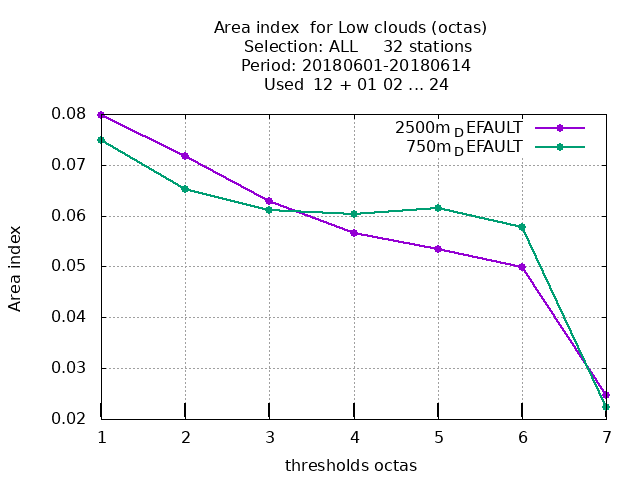 Area index  for Low clouds (octas)
Selection: ALL     32 stations
Period: 20180601-20180614
Used  12 + 01 02 ... 24
2500m_DEFAULT
750m_DEFAULT
0.08
0.07
0.06
0.05
0.04
0.03
0.02
Area index
1 2 3 4 5 6 7
thresholds octas